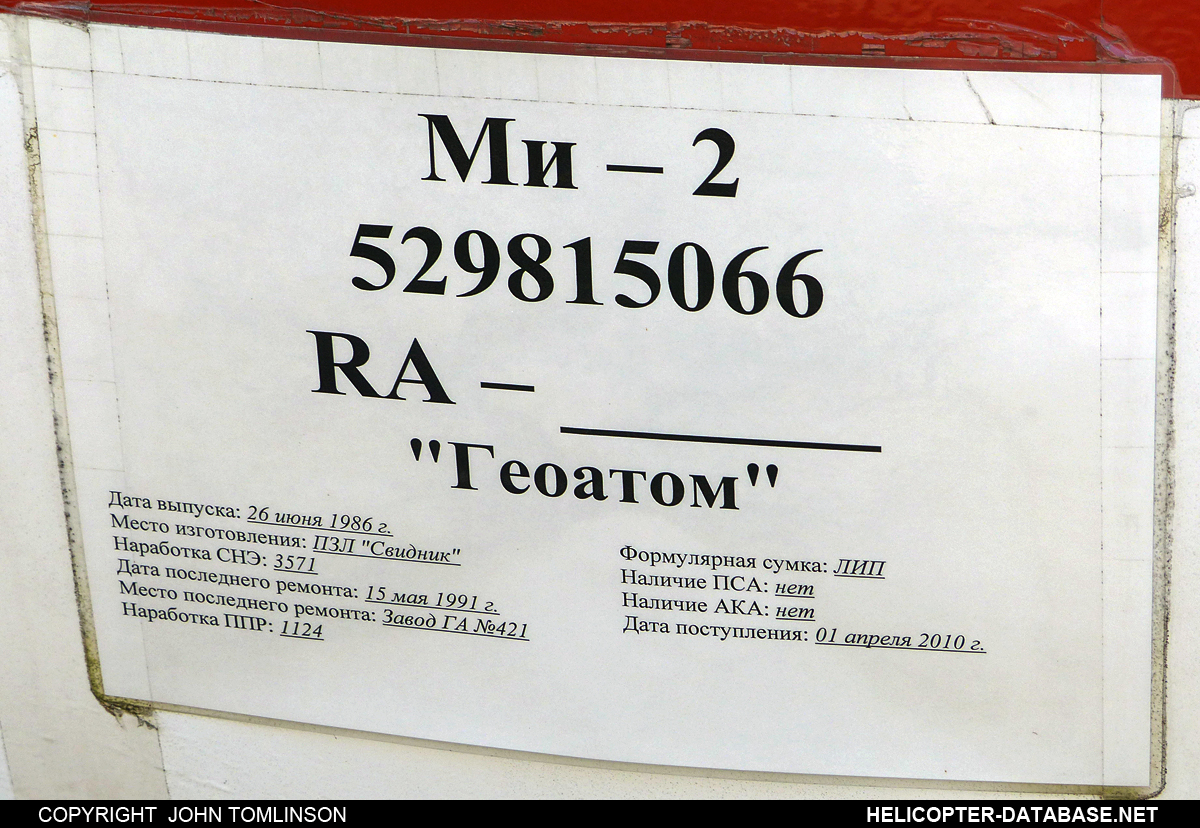 Ми – 2
529815066
RA – ______
"Геоатом"
Дата выпуска: 26 июня 1986 г.
Место изготовления: ПЗЛ "Свидник"
Наработка СНЭ: 3571
Дата последнего ремонта: 15 мая 1991 г.
Место последнего ремонта: Завод ГА №421
Наработка ППР: 1124
Формулярная сумка: ЛИП
Наличие ПСА: нет
Наличие АКА: нет
Дата поступления: 01 апреля 2010 г.
COPYRIGHT JOHN TOMLINSON
HELICOPTER-DATABASE.NET